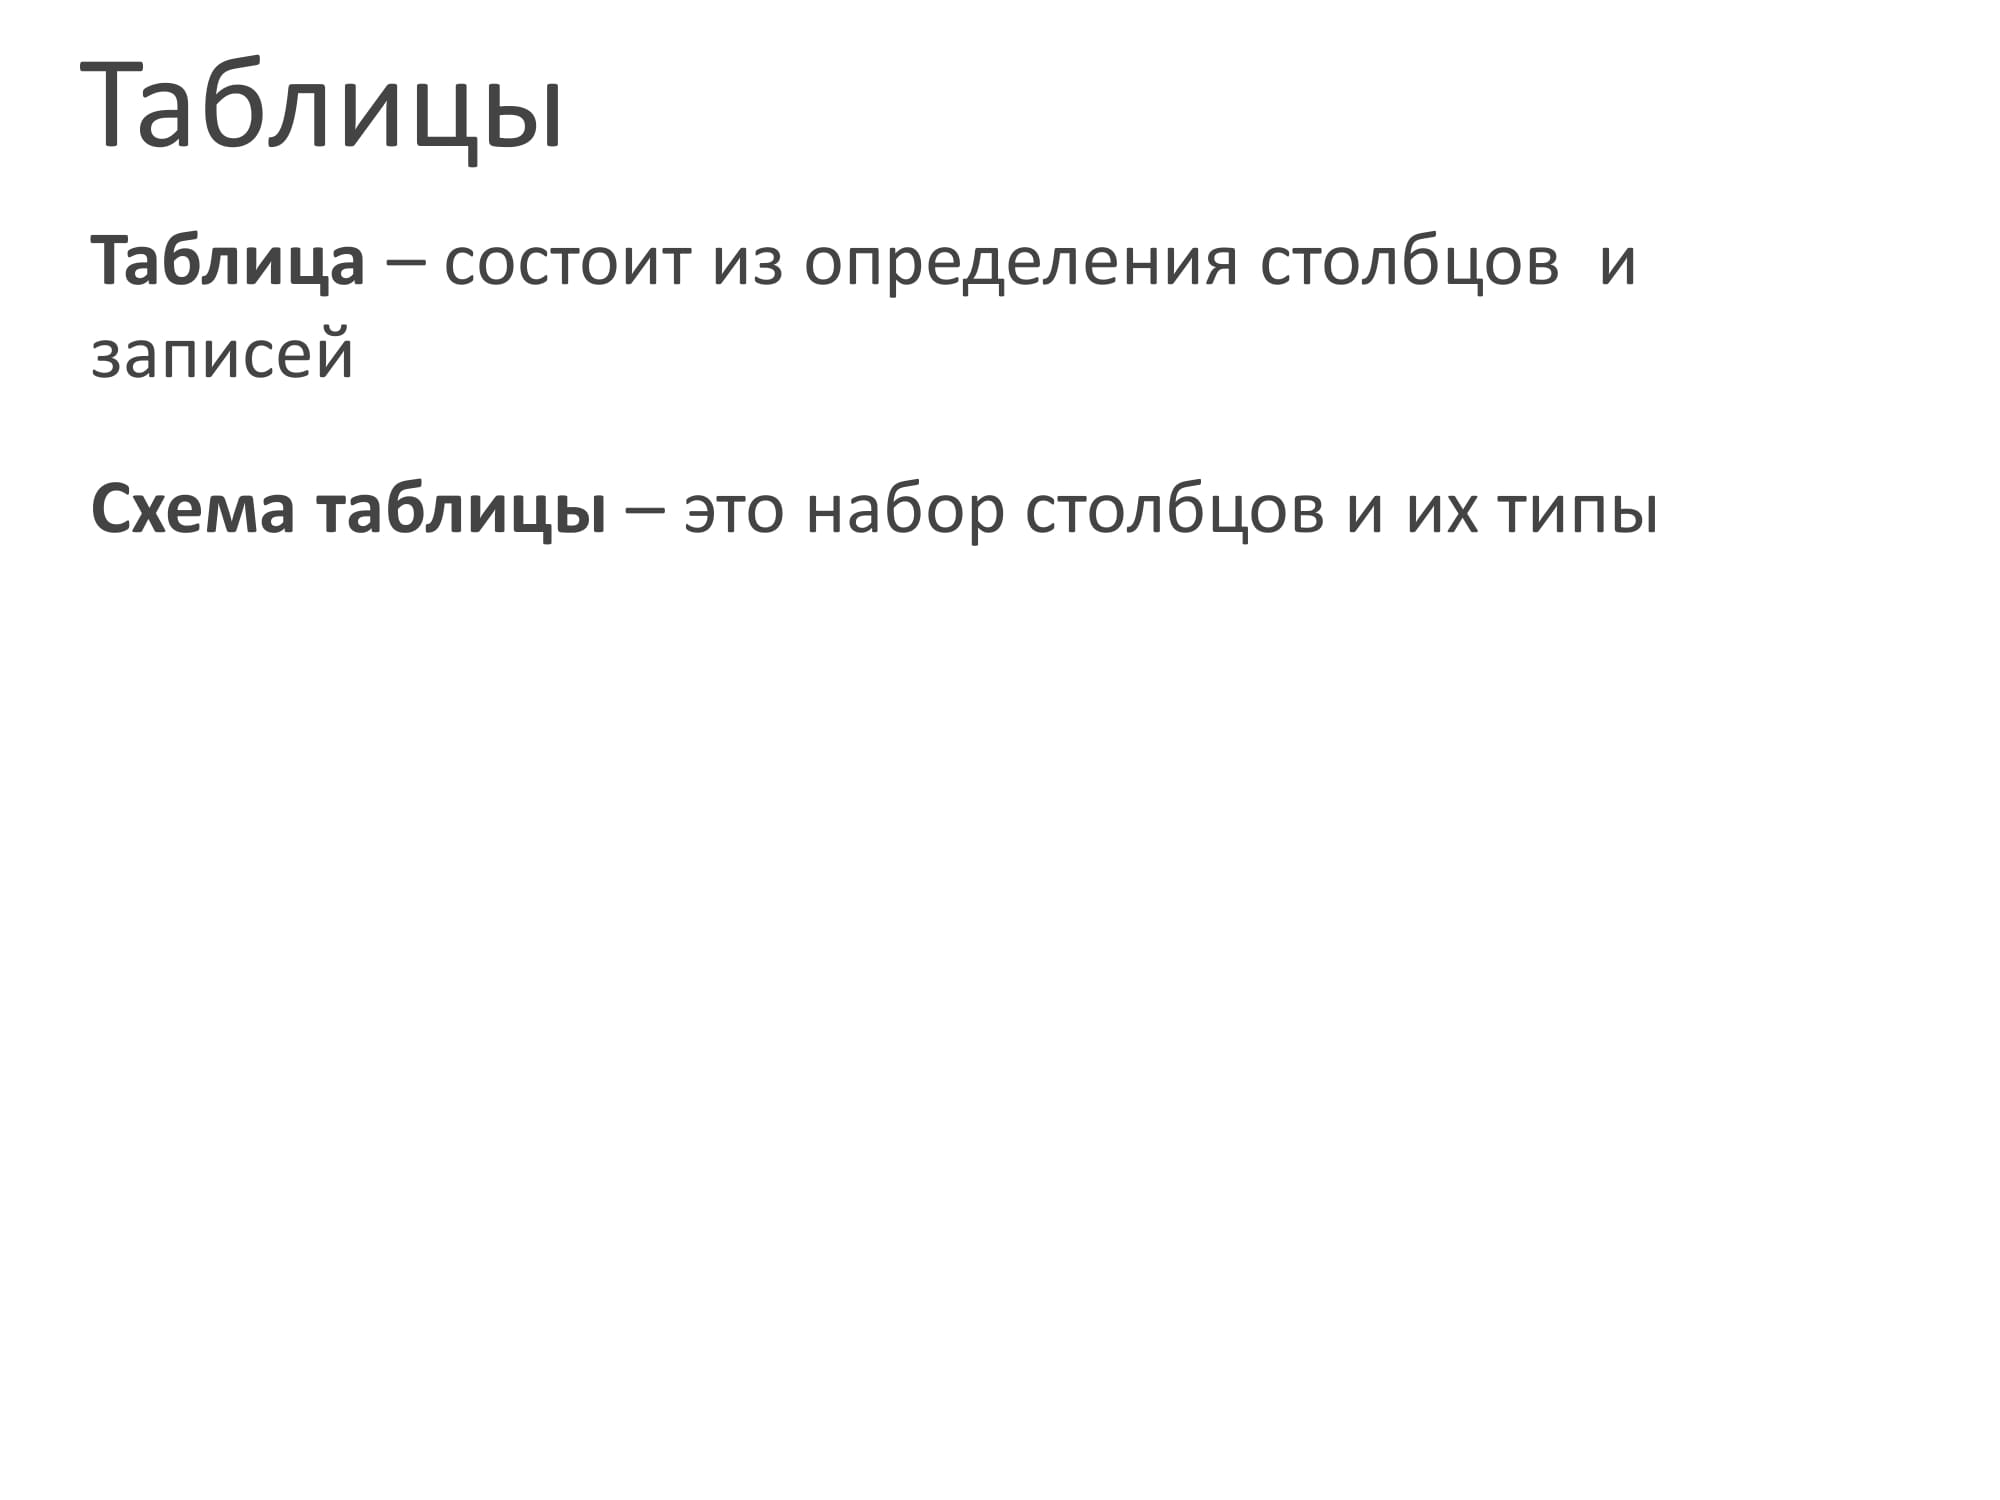 Таблицы
Таблица – состоит из определения столбцов  и
записей
Схема таблицы – это набор столбцов и их типы